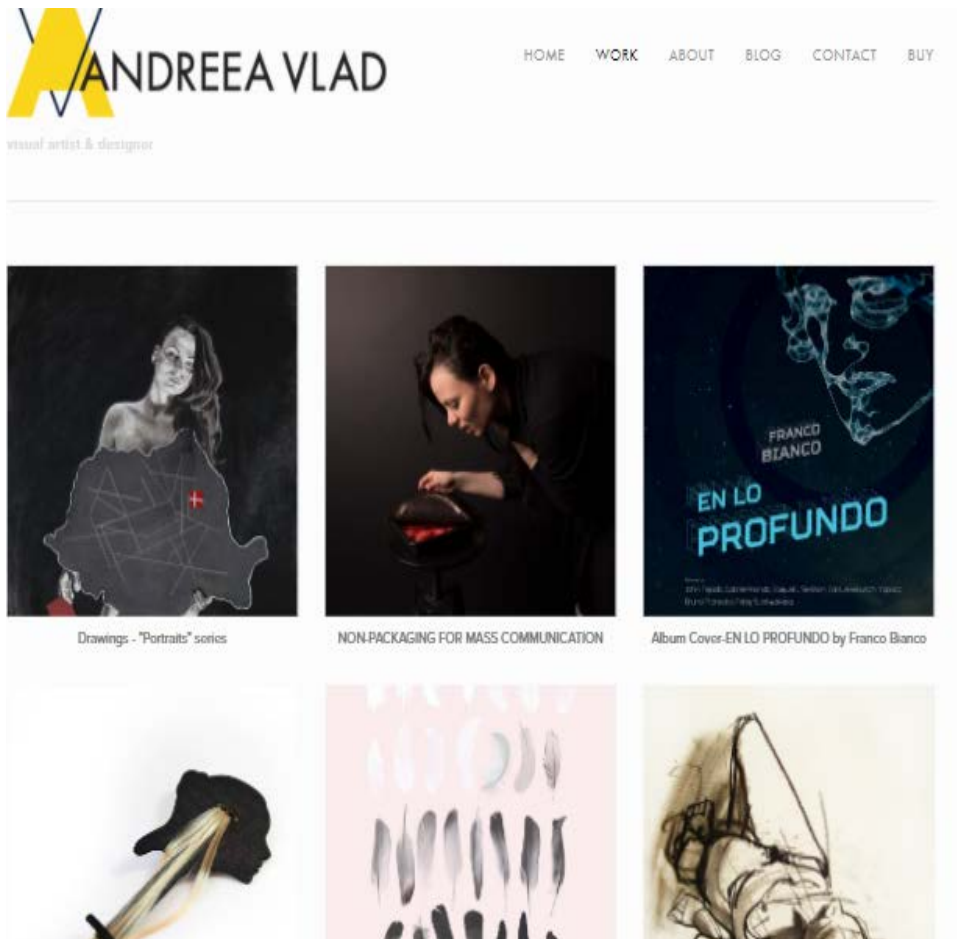 ANDREEA VLAD
HOME WORK ABOUT BLOG CONTACT BUY
visual artist & designer
FRANCO
BIANCO
EN LO
PROFUNDO
Drawings - "Portraits" series
NON-PACKAGING FOR MASS COMMUNICATION
Album Cover-EN LO PROFUNDO by Franco Bianco